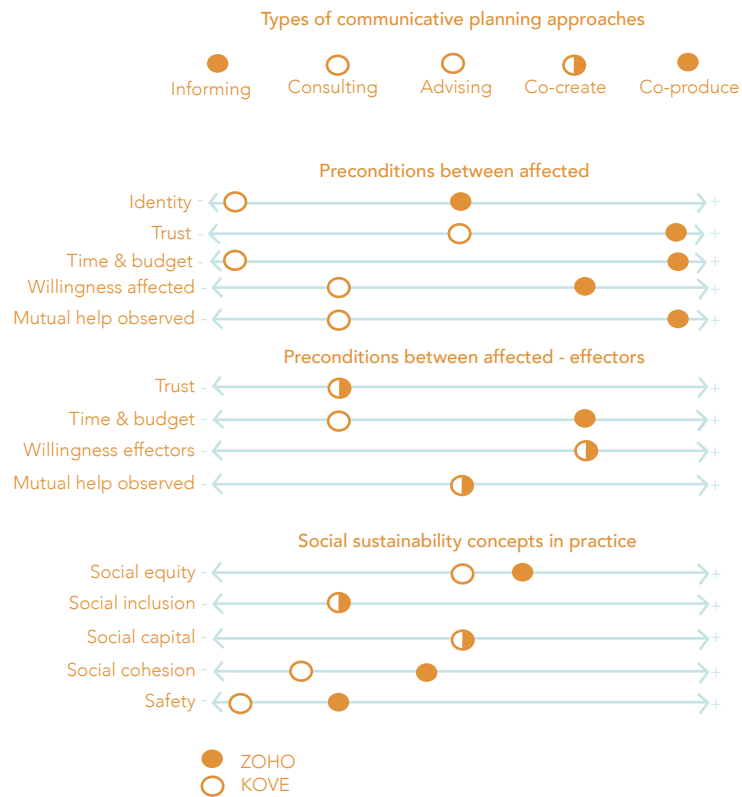 Types of communicative planning approaches
Informing Consulting Advising Co-create Co-produce
Preconditions between affected
Identity - +
Trust - +
Time & budget - +
Willingness affected - +
Mutual help observed - +
Preconditions between affected - effectors
Trust - +
Time & budget - +
Willingness effectors - +
Mutual help observed - +
Social sustainability concepts in practice
Social equity - +
Social inclusion - +
Social capital - +
Social cohesion - +
Safety - +
ZOHO
KOVE